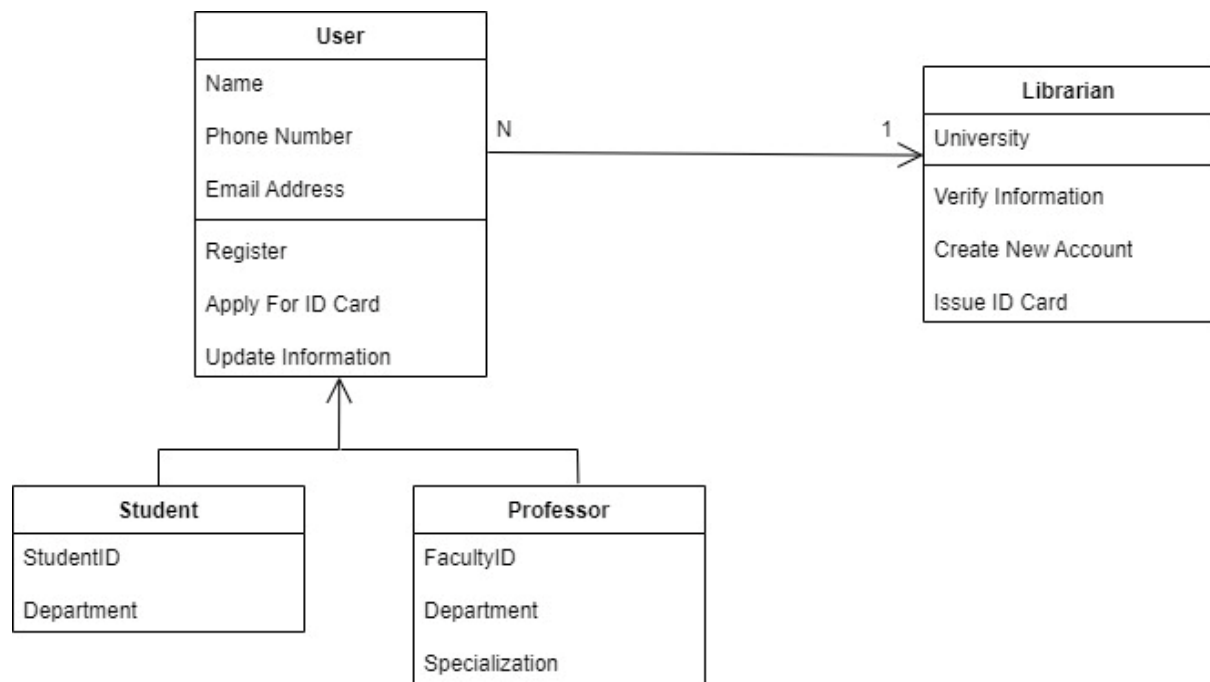 User
Name
Phone Number
Email Address
Register
Apply For ID Card
Update Information
N
1
Librarian
University
Verify Information
Create New Account
Issue ID Card
Student
StudentID
Department
Professor
FacultyID
Department
Specialization